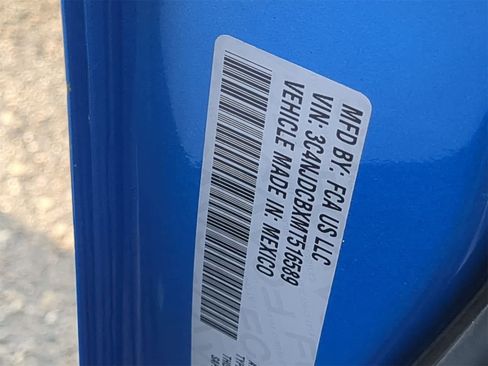 MFD BY: FCA US LLC
VIN: 3C4NJDCBXMT516589
VEHICLE MADE IN: MEXICO